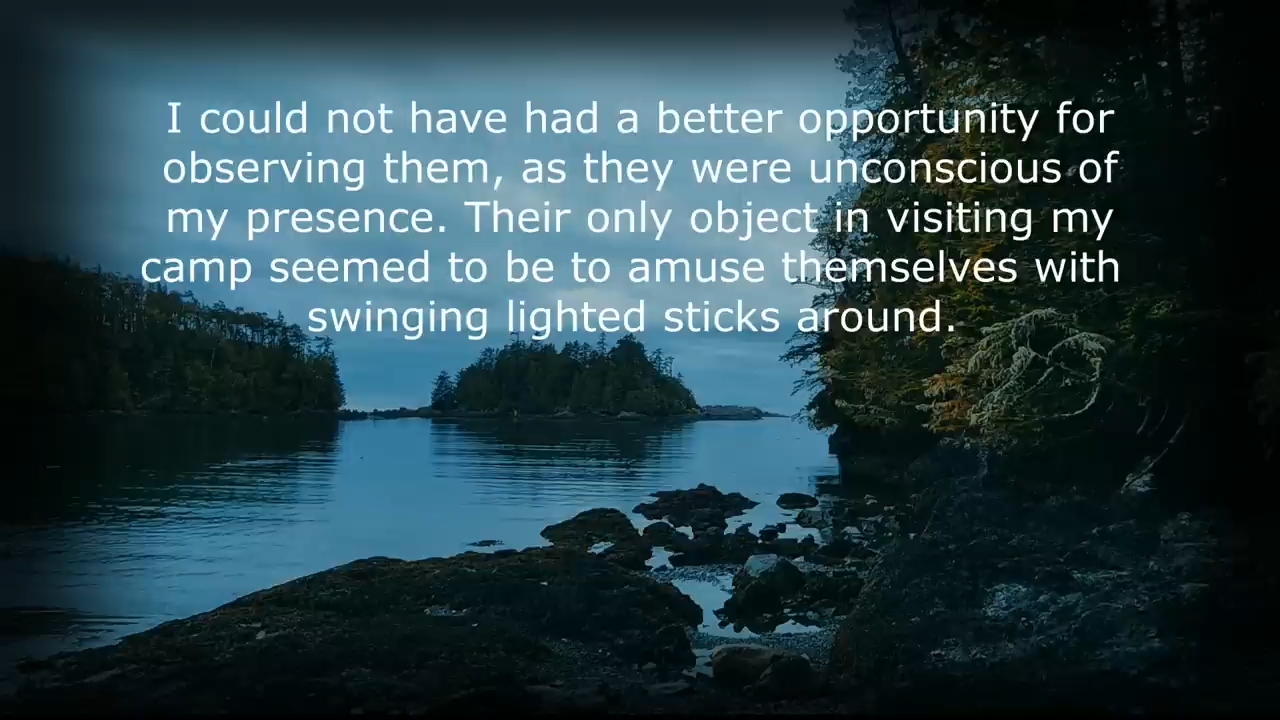 I could not have had a better opportunity for
observing them, as they were unconscious of
my presence. Their only object in visiting my
camp seemed to be to amuse themselves with
swinging lighted sticks around.